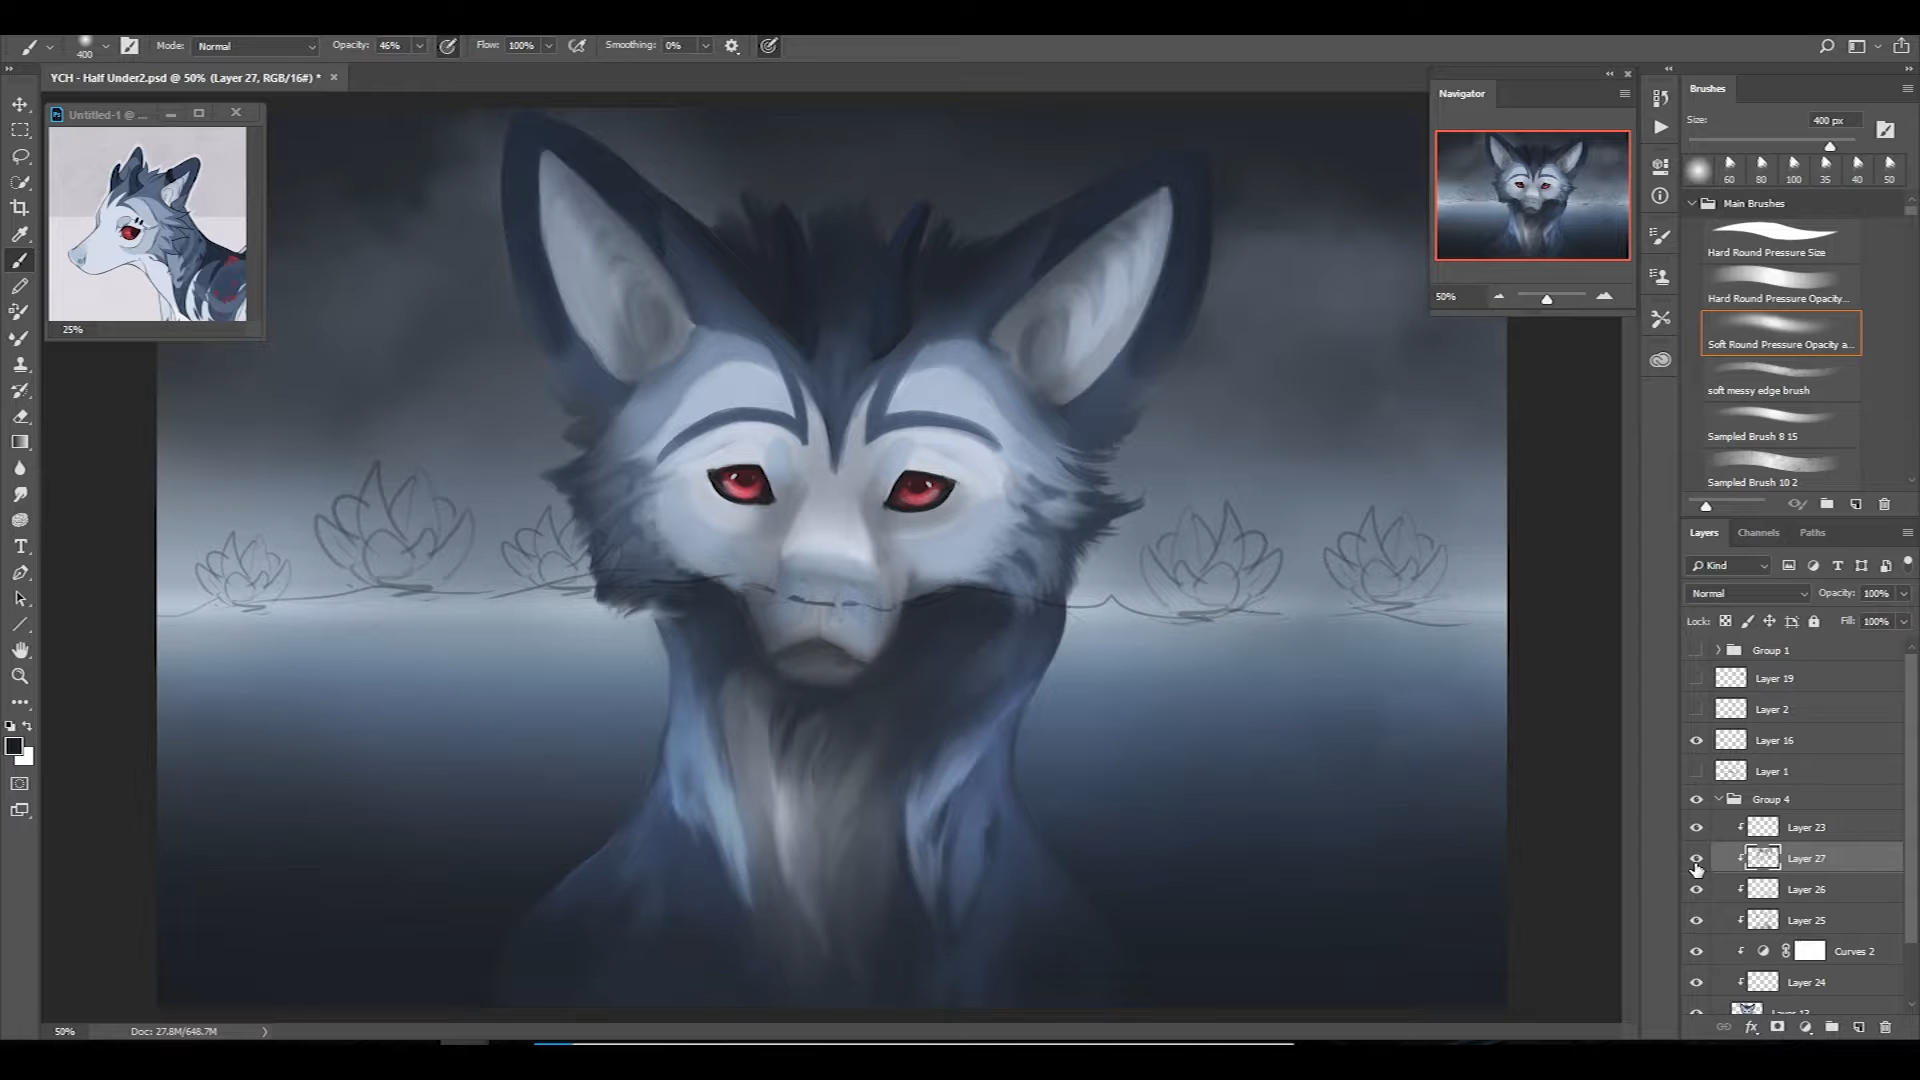 400
Mode: Normal Opacity: 46% Flow: 100% Smoothing: 0%
YCH - Half Under2.psd @ 50% (Layer 27, RGB/16#) *
Untitled-1 @ ...
25%
Navigator
50%
Brushes
Size: 400 px
60 80 100 35 40 50
Main Brushes
Hard Round Pressure Size
Hard Round Pressure Opacity...
Soft Round Pressure Opacity a...
soft messy edge brush
Sampled Brush 8 15
Sampled Brush 10 2
Layers Channels Paths
Kind
Normal Opacity: 100%
Lock: Fill: 100%
Group 1
Layer 19
Layer 2
Layer 16
Layer 1
Group 4
Layer 23
Layer 27
Layer 26
Layer 25
Curves 2
Layer 24
50% Doc: 27.8M/648.7M